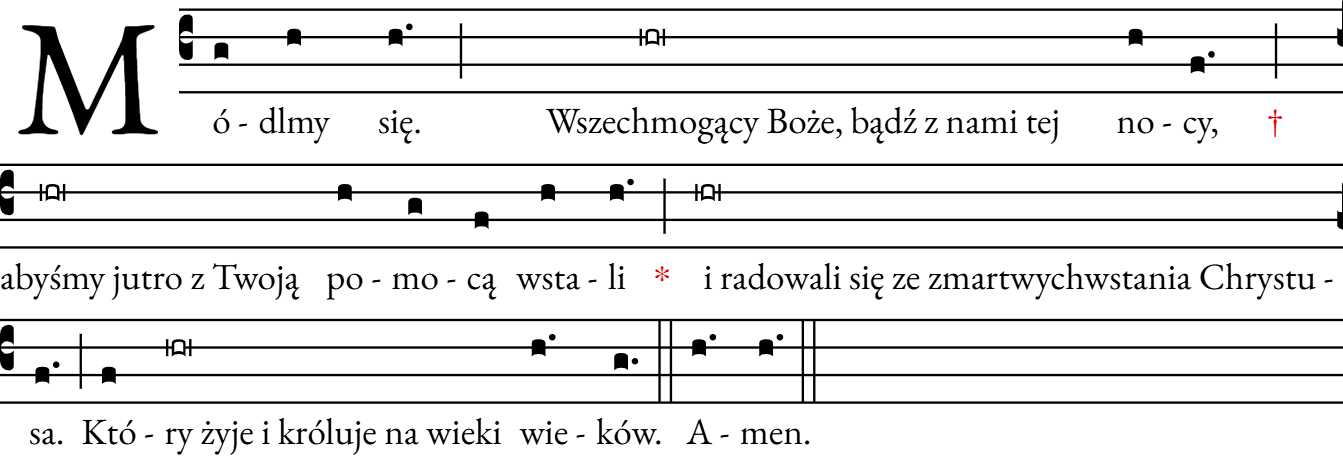 Mó - dlmy się. Wszechmogący Boże, bądź z nami tej no - cy, †
abyśmy jutro z Twoją po - mo - cą wsta - li * i radowali się ze zmartwychwstania Chrystu -
sa. Któ - ry żyje i króluje na wieki wie - ków. A - men.